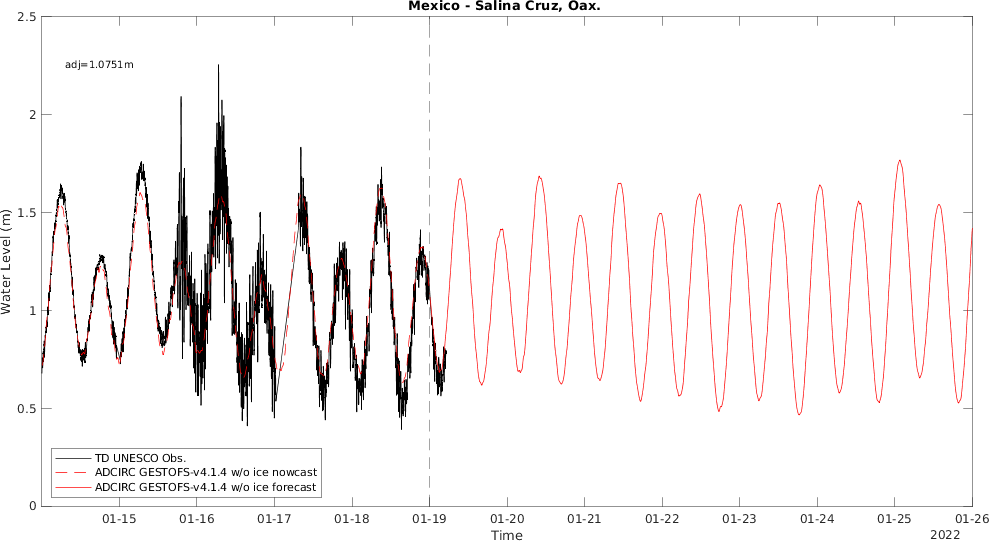 Mexico - Salina Cruz, Oax.
2.5
adj=1.0751m
2
1.5
Water Level (m)
1
0.5
TD UNESCO Obs.
ADCIRC GESTOFS-v4.1.4 w/o ice nowcast
ADCIRC GESTOFS-v4.1.4 w/o ice forecast
0
01-15 01-16 01-17 01-18 01-19 01-20 01-21 01-22 01-23 01-24 01-25 01-26
Time
2022